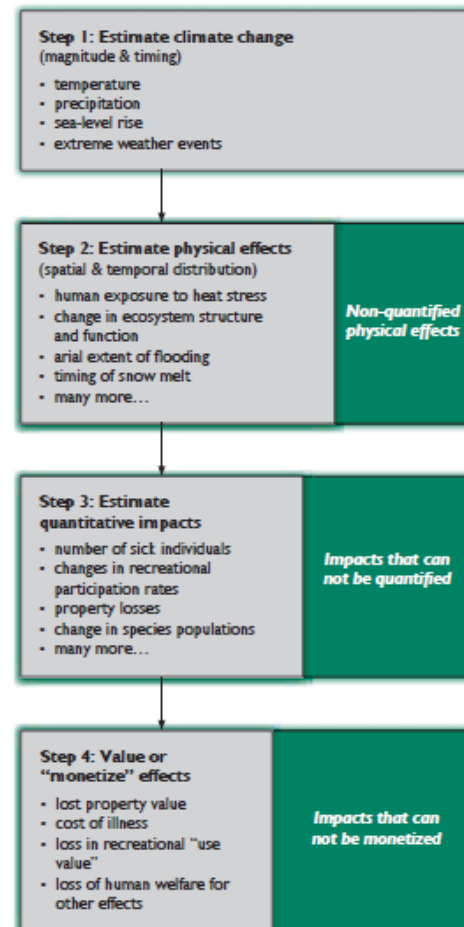 Step 1: Estimate climate change
(magnitude & timing)
• temperature
• precipitation
• sea-level rise
• extreme weather events
Step 2: Estimate physical effects
(spatial & temporal distribution)
• human exposure to heat stress
• change in ecosystem structure
and function
• arial extent of flooding
• timing of snow melt
• many more...
Non-quantified
physical effects
Step 3: Estimate
quantitative impacts
• number of sick individuals
• changes in recreational
participation rates
• property losses
• change in species populations
• many more...
Impacts that can
not be quantified
Step 4: Value or
“monetize” effects
• lost property value
• cost of illness
• loss in recreational “use
value”
• loss of human welfare for
other effects
Impacts that can
not be monetized